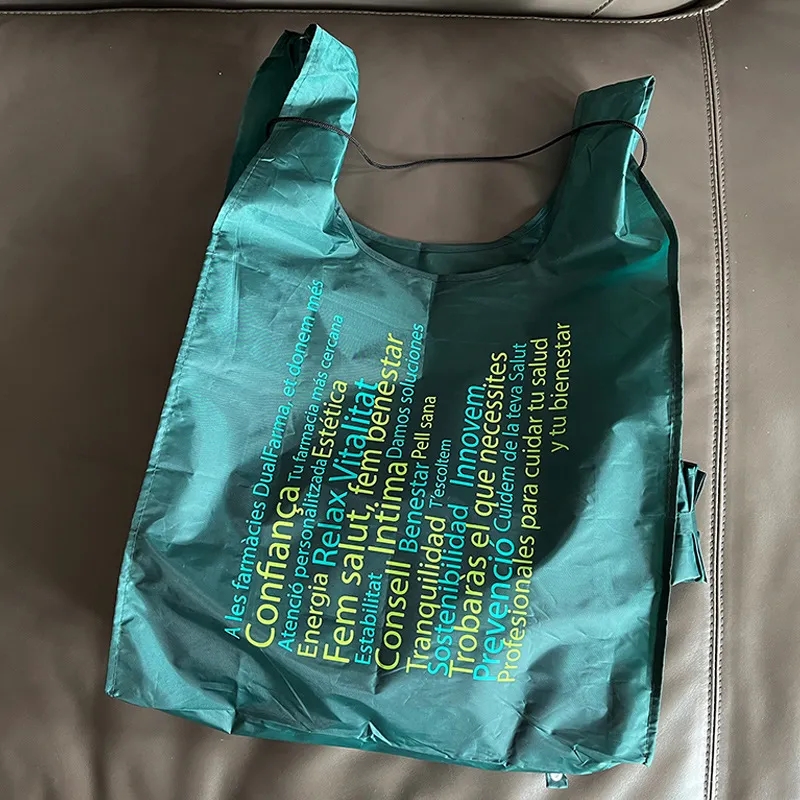 A les farmàcies DualFarma, et donem més
Confiança Tu farmacia más cercana
Atenció personalitzada Estética
Energia Relax Vitalitat
Fem salut, fem benestar
Estabilitat Intima Damos soluciones
Consell Benestar Pell sana
Tranquilidad T'escoltem
Sostenibilidad Innovem
Trobaràs el que necessites
Prevenció Cuidem de la teva Salut
Profesionales para cuidar tu salud
y tu bienestar